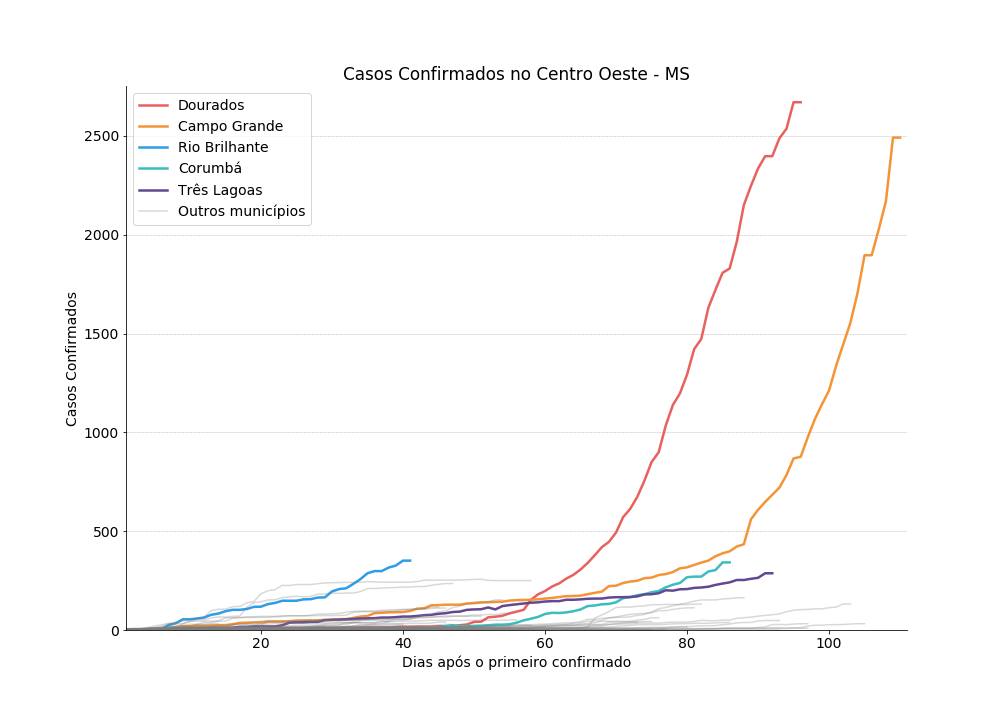 Casos Confirmados no Centro Oeste - MS
Dourados
Campo Grande
Rio Brilhante
Corumbá
Três Lagoas
Outros municípios
2500
2000
1500
1000
500
0
Casos Confirmados
20
40
60
80
100
Dias após o primeiro confirmado